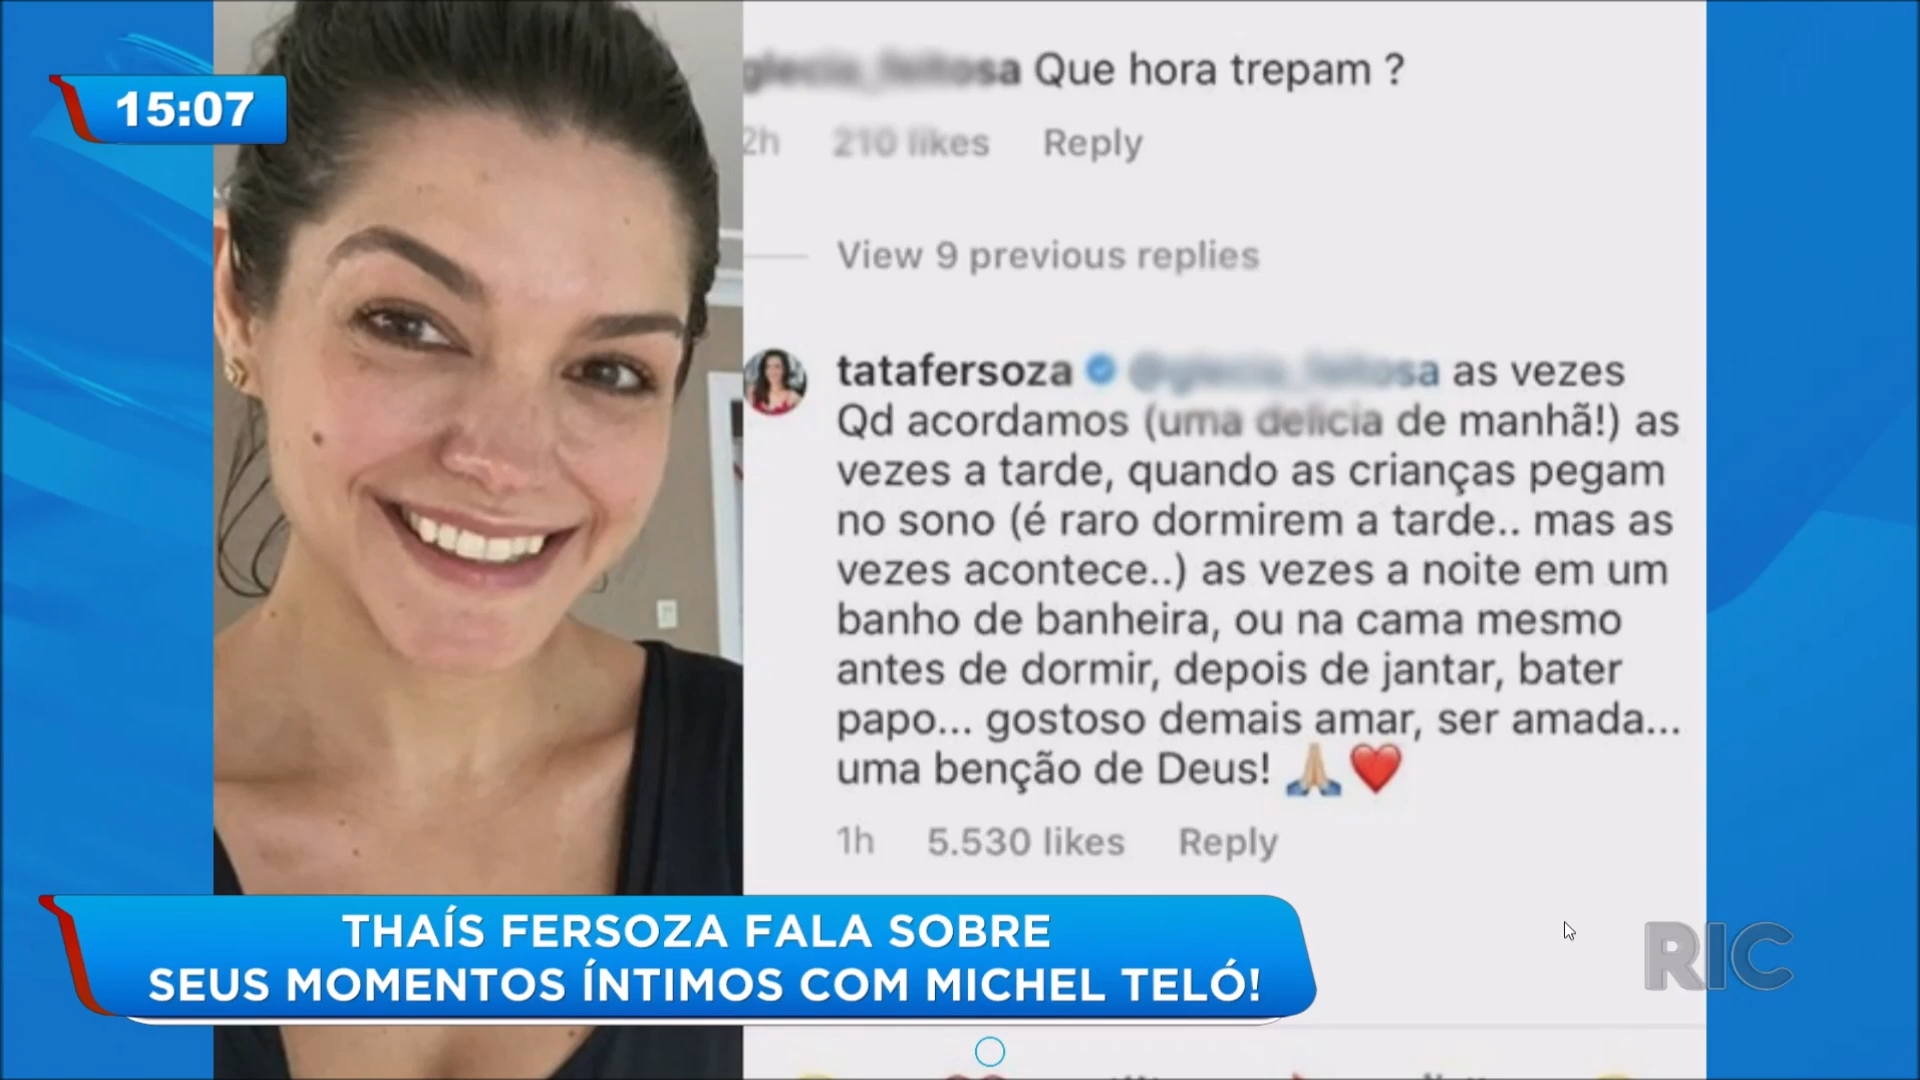 15:07
Que hora trepam ?
2h 210 likes Reply
View 9 previous replies
tatafersoza as vezes
Qd acordamos (uma delicia de manhã!) as
vezes a tarde, quando as crianças pegam
no sono (é raro dormirem a tarde.. mas as
vezes acontece..) as vezes a noite em um
banho de banheira, ou na cama mesmo
antes de dormir, depois de jantar, bater
papo... gostoso demais amar, ser amada...
uma benção de Deus! 🙏🏼❤️
1h 5.530 likes Reply
THAÍS FERSOZA FALA SOBRE
SEUS MOMENTOS ÍNTIMOS COM MICHEL TELÓ!
RIC